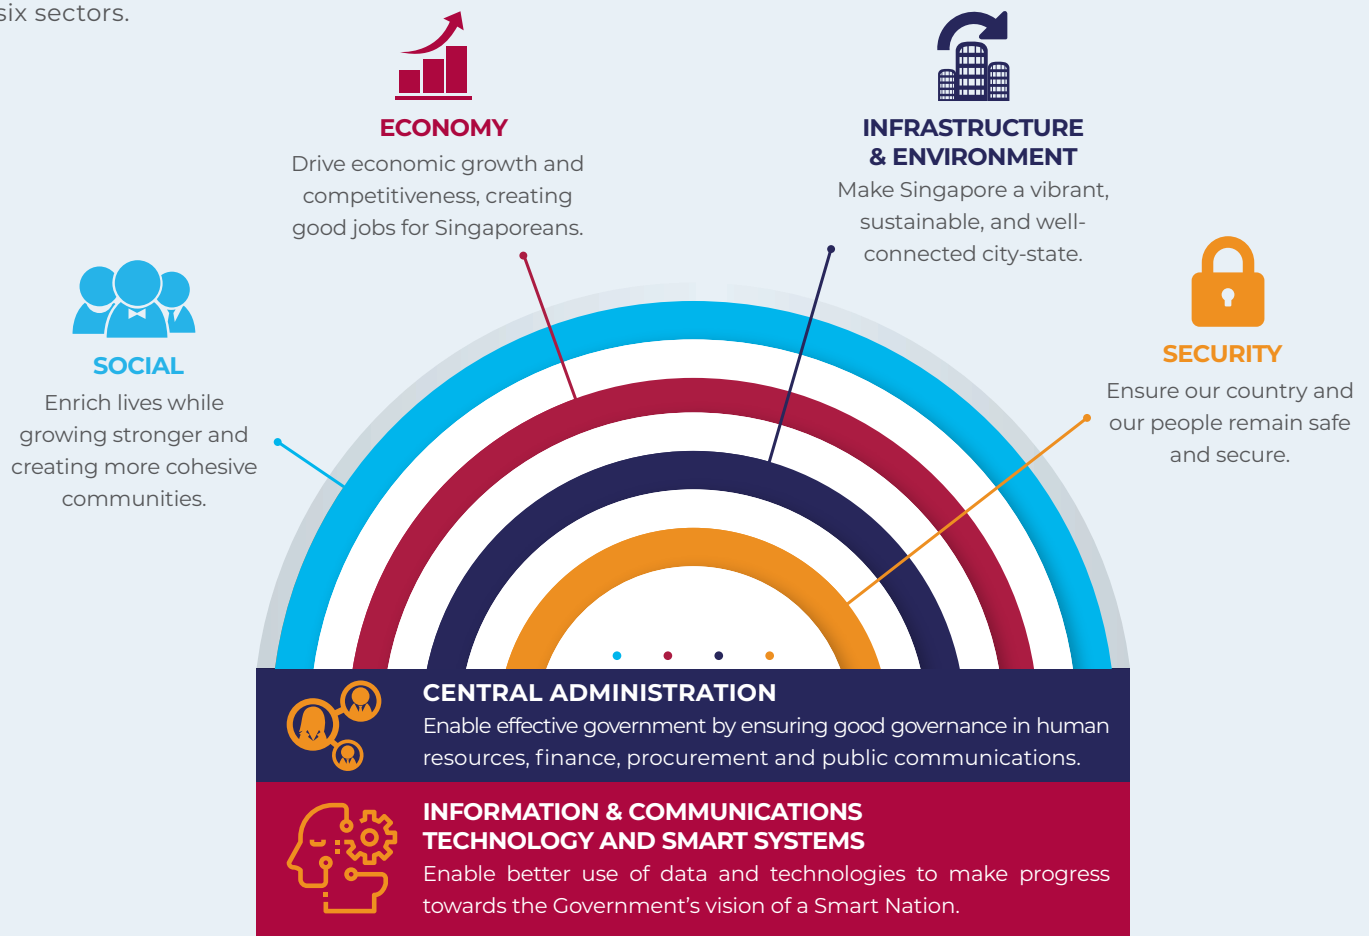 six sectors.
ECONOMY
Drive economic growth and
competitiveness, creating
good jobs for Singaporeans.
INFRASTRUCTURE
& ENVIRONMENT
Make Singapore a vibrant,
sustainable, and well-
connected city-state.
SOCIAL
Enrich lives while
growing stronger and
creating more cohesive
communities.
SECURITY
Ensure our country and
our people remain safe
and secure.
CENTRAL ADMINISTRATION
Enable effective government by ensuring good governance in human
resources, finance, procurement and public communications.
INFORMATION & COMMUNICATIONS
TECHNOLOGY AND SMART SYSTEMS
Enable better use of data and technologies to make progress
towards the Government’s vision of a Smart Nation.